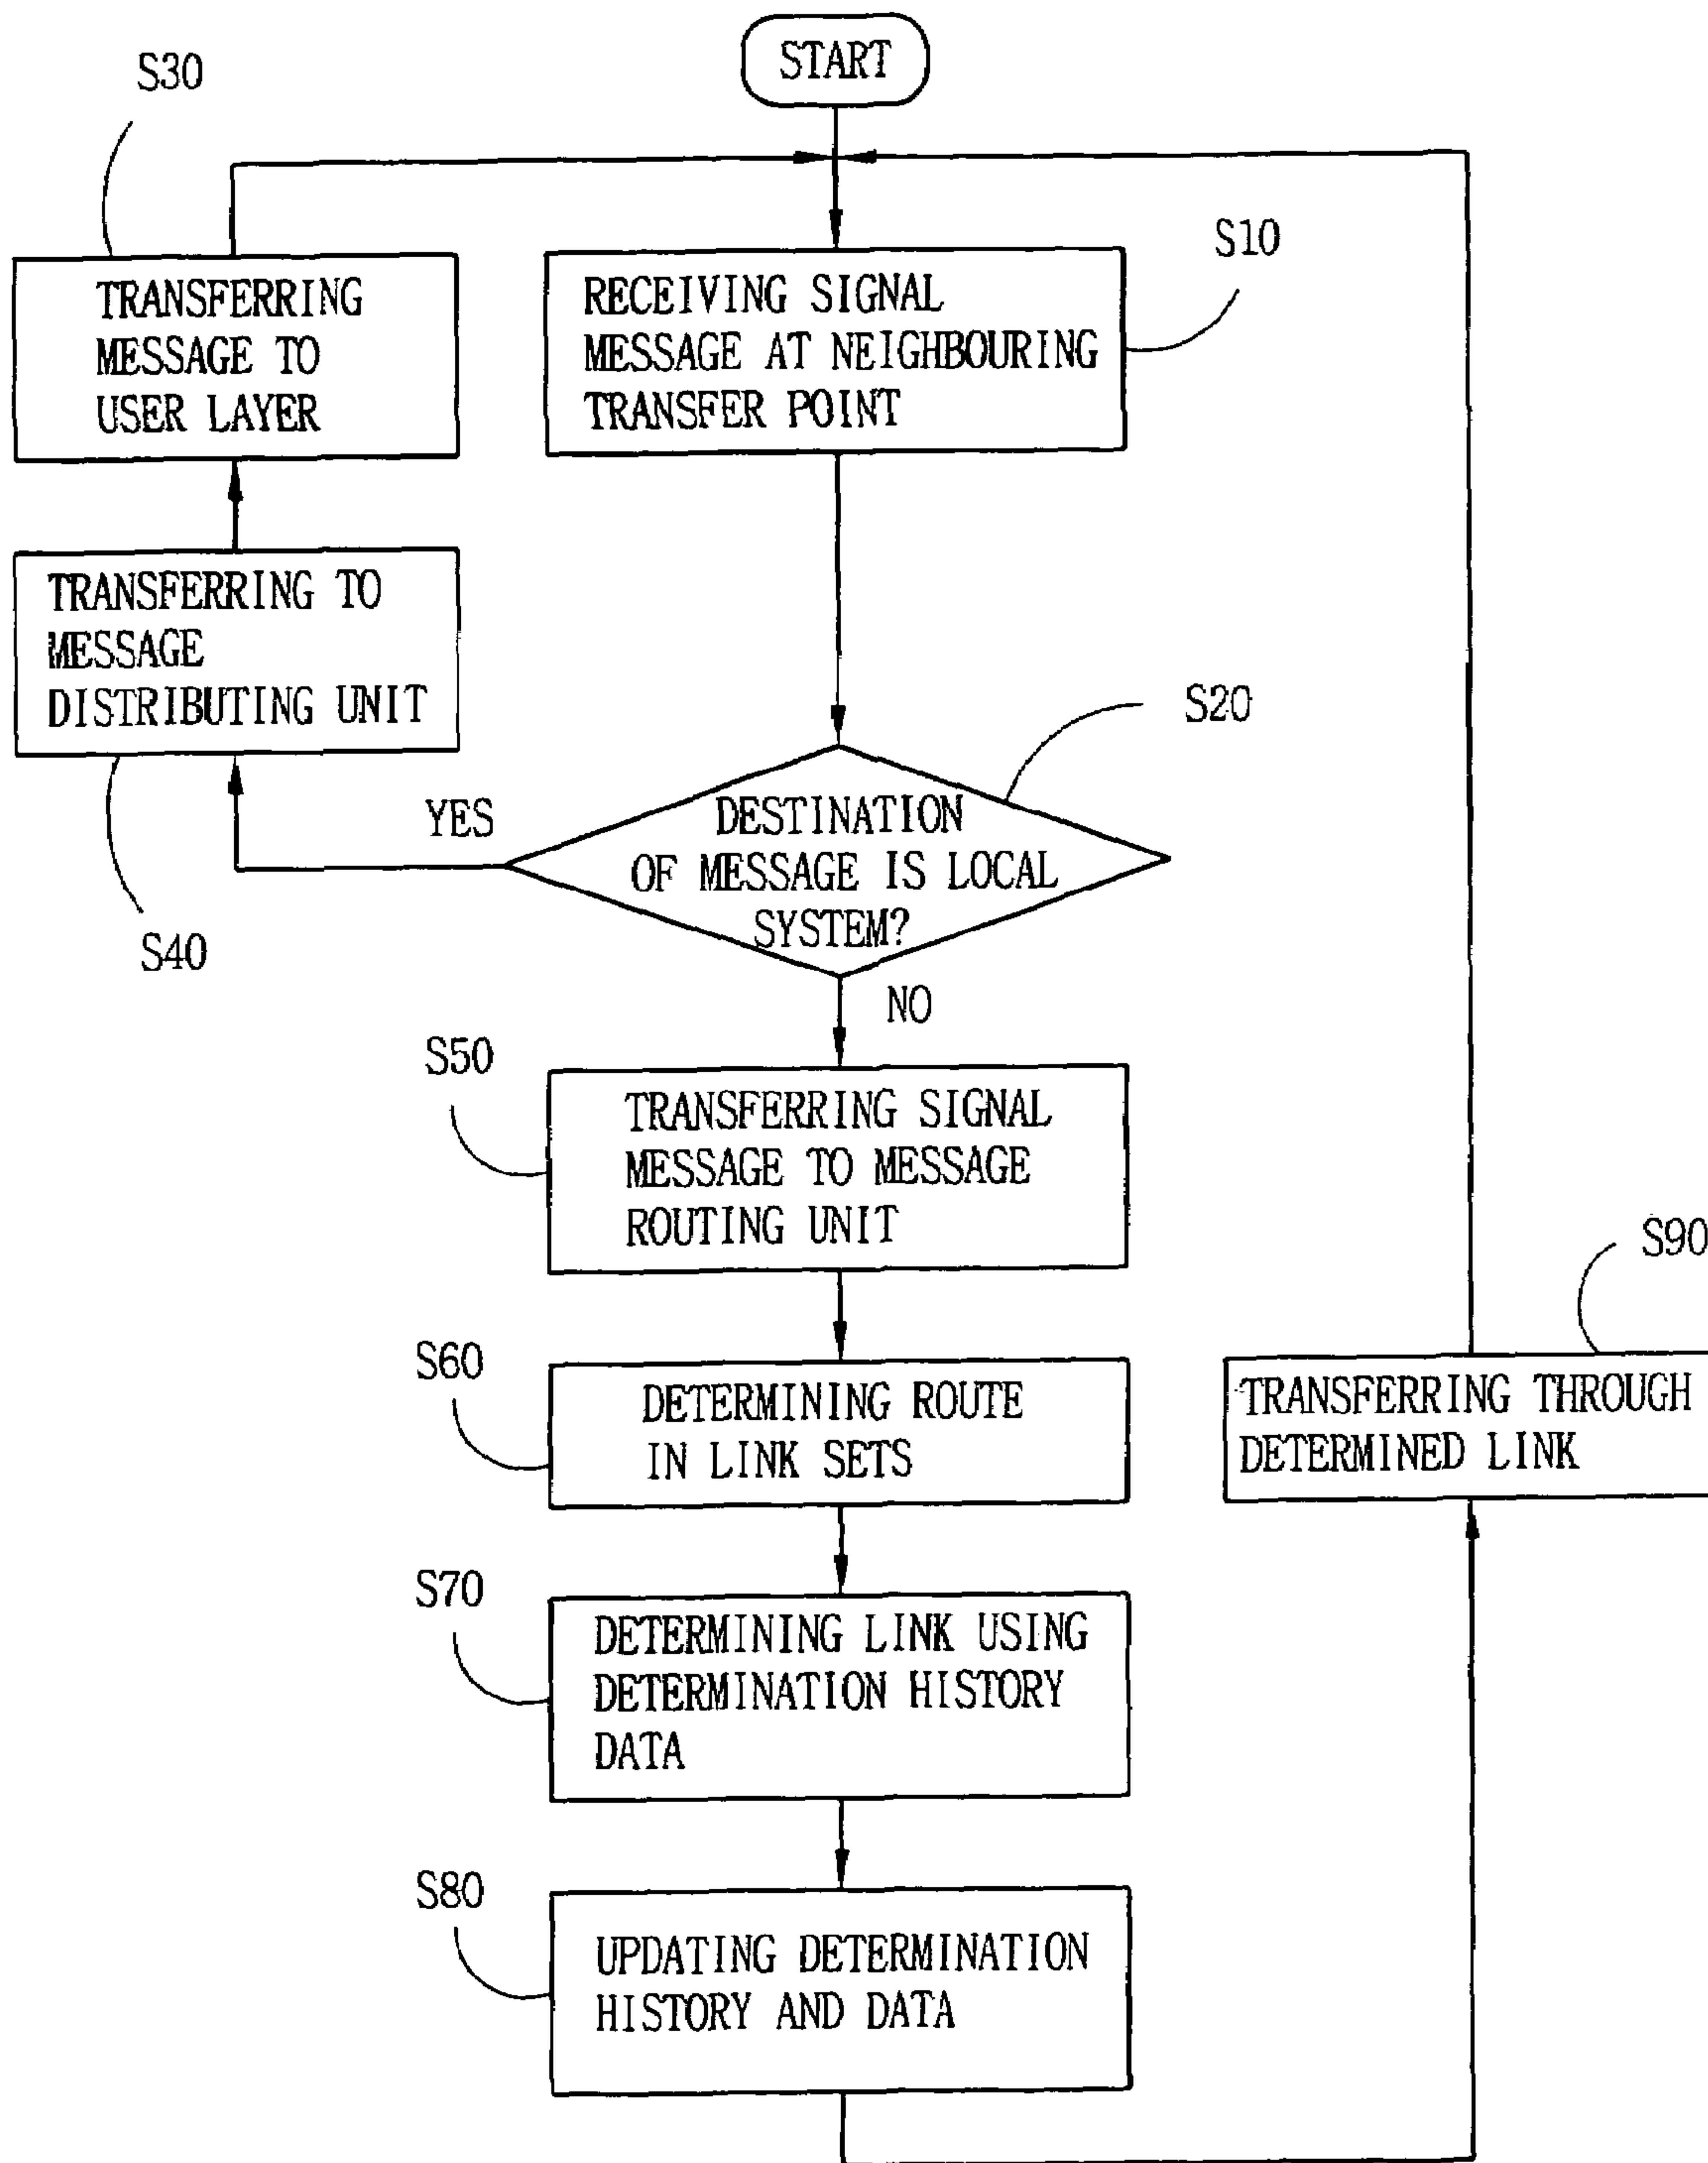 START
S30
S10
TRANSFERRING
MESSAGE TO
USER LAYER
RECEIVING SIGNAL
MESSAGE AT NEIGHBOURING
TRANSFER POINT
TRANSFERRING TO
MESSAGE
DISTRIBUTING UNIT
S40
S20
YES
DESTINATION
OF MESSAGE IS LOCAL
SYSTEM?
NO
S50
TRANSFERRING SIGNAL
MESSAGE TO MESSAGE
ROUTING UNIT
S60
DETERMINING ROUTE
IN LINK SETS
S90
TRANSFERRING THROUGH
DETERMINED LINK
S70
DETERMINING LINK USING
DETERMINATION HISTORY
DATA
S80
UPDATING DETERMINATION
HISTORY AND DATA